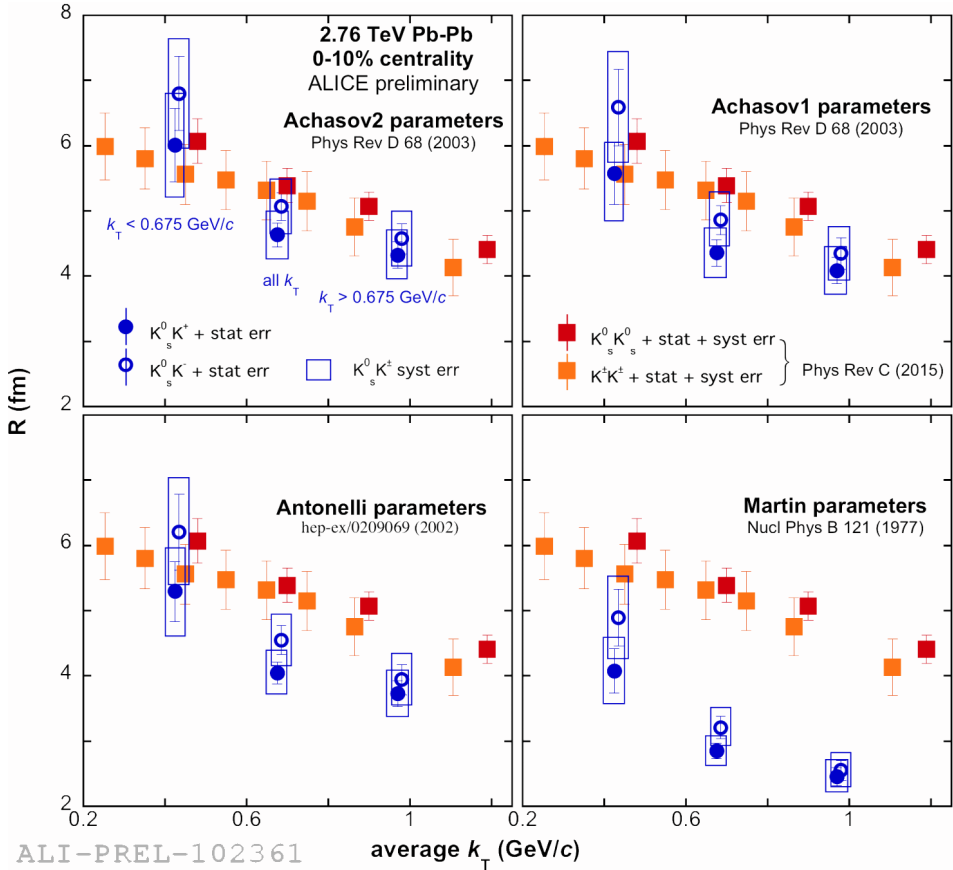 8
6
4
2
2.76 TeV Pb-Pb
0-10% centrality
ALICE preliminary
Achasov2 parameters
Phys Rev D 68 (2003)
k_T < 0.675 GeV/c
all k_T
k_T > 0.675 GeV/c
K⁰ₛK⁺ + stat err
K⁰ₛK⁻ + stat err
K⁰ₛK^± syst err
Achasov1 parameters
Phys Rev D 68 (2003)
K⁰ₛK⁰ₛ + stat + syst err
K^±K^± + stat + syst err
Phys Rev C (2015)
R (fm)
6
4
2
Antonelli parameters
hep-ex/0209069 (2002)
Martin parameters
Nucl Phys B 121 (1977)
0.2
0.6
1
0.2
0.6
1
average k_T (GeV/c)
ALI-PREL-102361